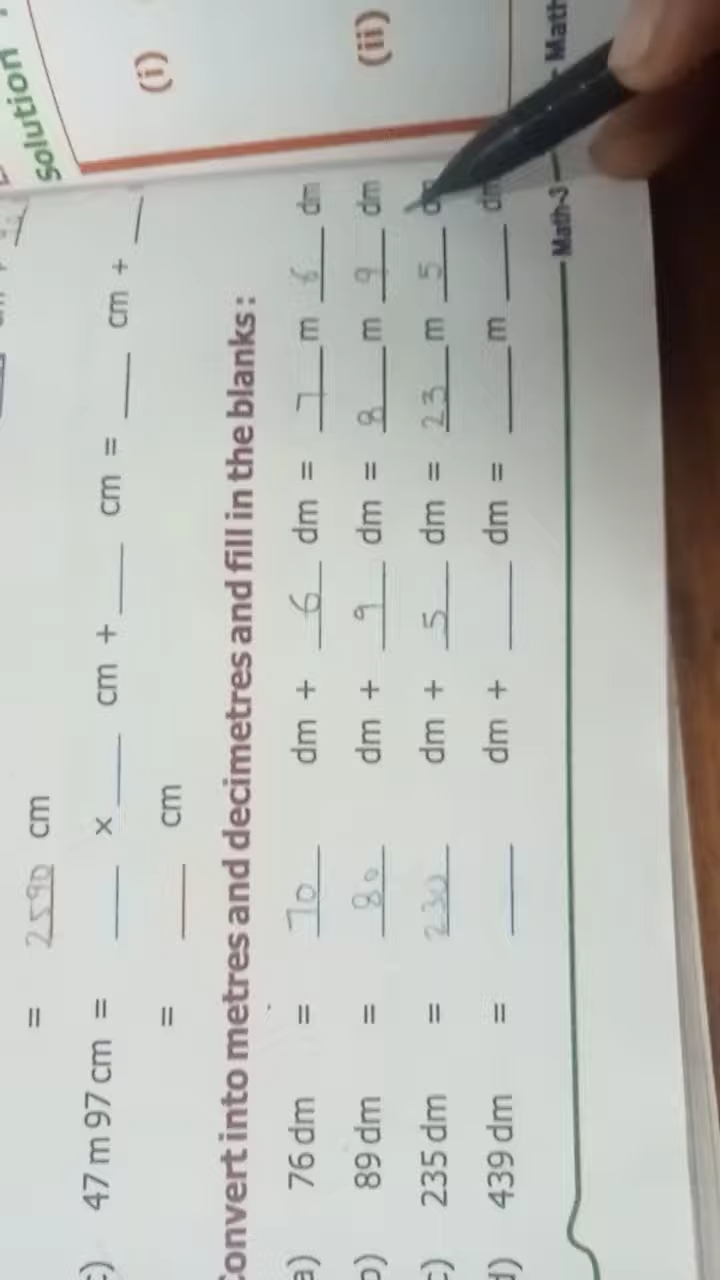 = 2590 cm
47 m 97 cm = ___ × ___ cm + ___ cm = ___ cm + ___
= ___ cm
Convert into metres and decimetres and fill in the blanks:
a) 76 dm = 70 dm + 6 dm = 7 m 6 dm
b) 89 dm = 80 dm + 9 dm = 8 m 9 dm
c) 235 dm = 230 dm + 5 dm = 23 m 5 dm
d) 439 dm = ___ dm + ___ dm = ___ m ___ dm
Math-3
Solution
(i)
(ii)
Math